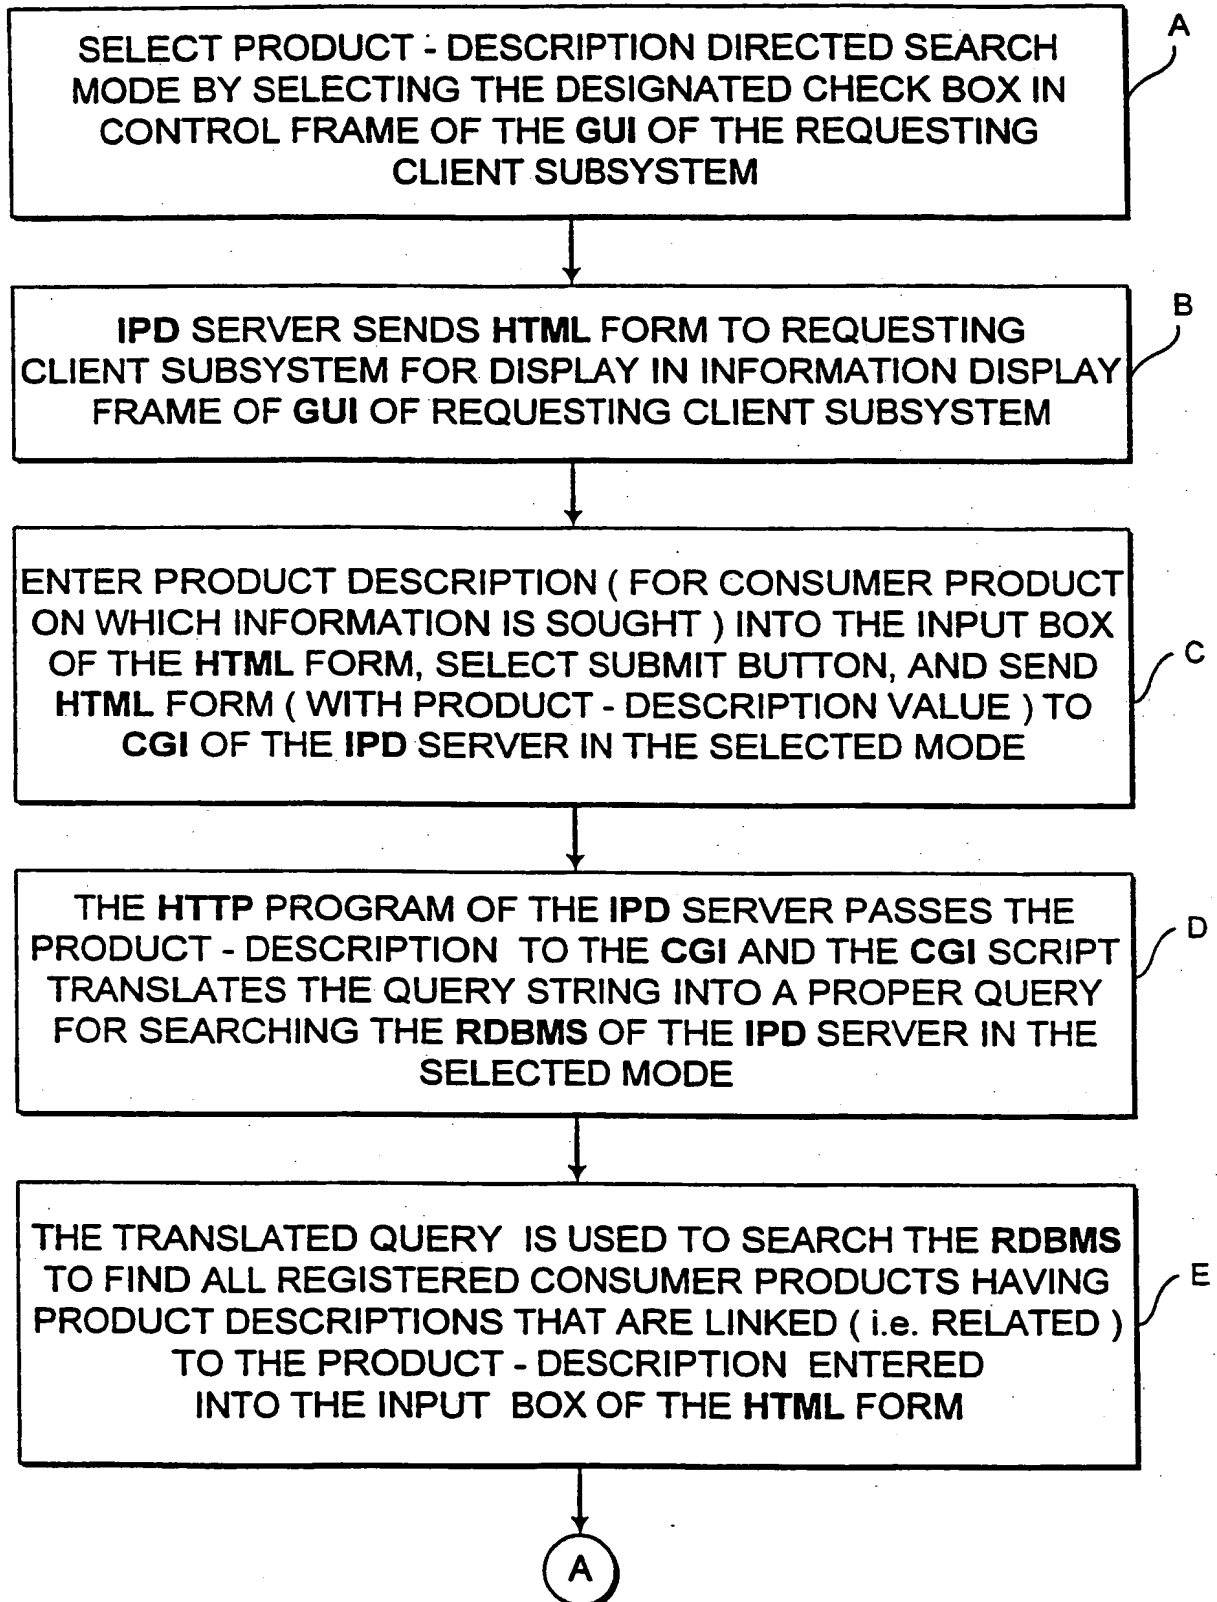 SELECT PRODUCT - DESCRIPTION DIRECTED SEARCH
MODE BY SELECTING THE DESIGNATED CHECK BOX IN
CONTROL FRAME OF THE GUI OF THE REQUESTING
CLIENT SUBSYSTEM
A
IPD SERVER SENDS HTML FORM TO REQUESTING
CLIENT SUBSYSTEM FOR DISPLAY IN INFORMATION DISPLAY
FRAME OF GUI OF REQUESTING CLIENT SUBSYSTEM
B
ENTER PRODUCT DESCRIPTION ( FOR CONSUMER PRODUCT
ON WHICH INFORMATION IS SOUGHT ) INTO THE INPUT BOX
OF THE HTML FORM, SELECT SUBMIT BUTTON, AND SEND
HTML FORM ( WITH PRODUCT - DESCRIPTION VALUE ) TO
CGI OF THE IPD SERVER IN THE SELECTED MODE
C
THE HTTP PROGRAM OF THE IPD SERVER PASSES THE
PRODUCT - DESCRIPTION TO THE CGI AND THE CGI SCRIPT
TRANSLATES THE QUERY STRING INTO A PROPER QUERY
FOR SEARCHING THE RDBMS OF THE IPD SERVER IN THE
SELECTED MODE
D
THE TRANSLATED QUERY IS USED TO SEARCH THE RDBMS
TO FIND ALL REGISTERED CONSUMER PRODUCTS HAVING
PRODUCT DESCRIPTIONS THAT ARE LINKED ( i.e. RELATED )
TO THE PRODUCT - DESCRIPTION ENTERED
INTO THE INPUT BOX OF THE HTML FORM
E
A